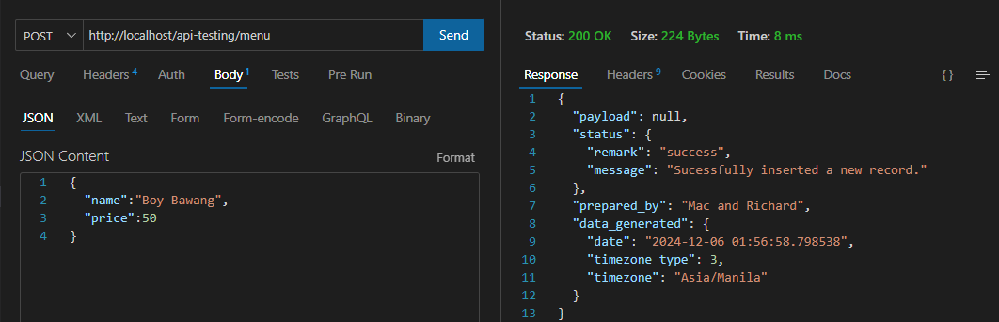 POST http://localhost/api-testing/menu Send
Query Headers 4 Auth Body 1 Tests Pre Run
JSON XML Text Form Form-encode GraphQL Binary
JSON Content Format
1 {
2 "name":"Boy Bawang",
3 "price":50
4 }
Status: 200 OK Size: 224 Bytes Time: 8 ms
Response Headers 9 Cookies Results Docs {}
1 {
2 "payload": null,
3 "status": {
4 "remark": "success",
5 "message": "Sucessfully inserted a new record."
6 },
7 "prepared_by": "Mac and Richard",
8 "data_generated": {
9 "date": "2024-12-06 01:56:58.798538",
10 "timezone_type": 3,
11 "timezone": "Asia/Manila"
12 }
13 }